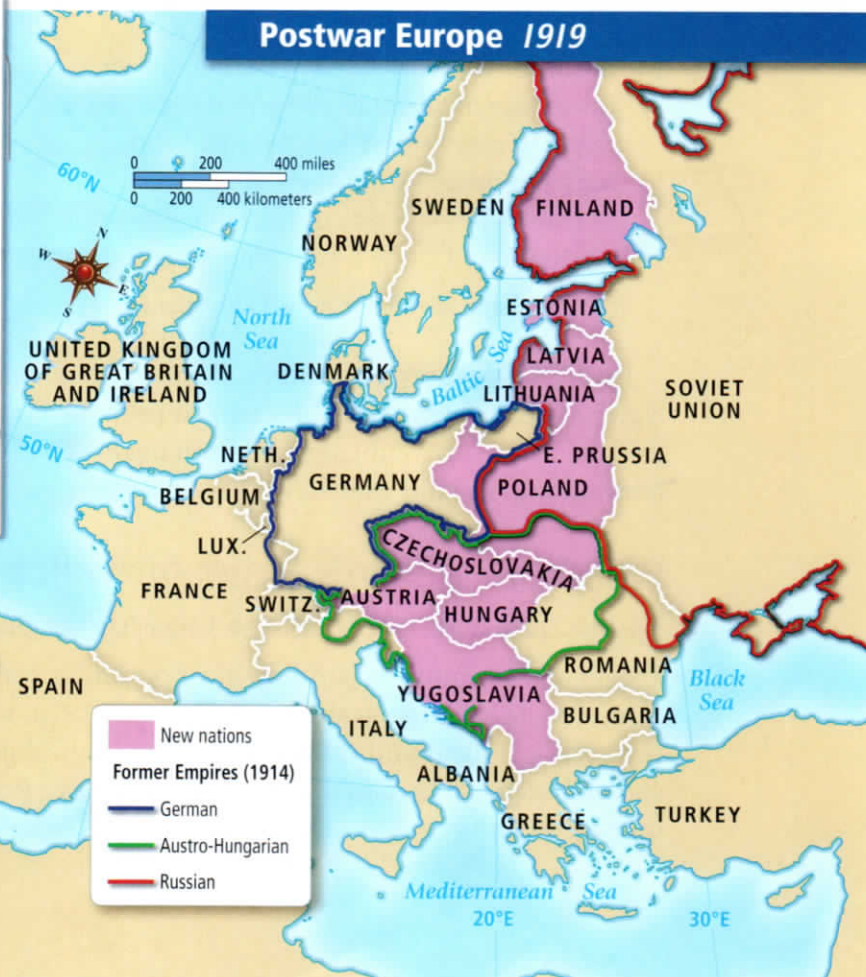 Postwar Europe 1919
0 200 400 miles
0 200 400 kilometers
60°N
N
W
E
S
SWEDEN
FINLAND
NORWAY
ESTONIA
North
Sea
UNITED KINGDOM
OF GREAT BRITAIN
AND IRELAND
DENMARK
Baltic Sea
LATVIA
LITHUANIA
SOVIET
UNION
50°N
NETH.
E. PRUSSIA
BELGIUM
GERMANY
POLAND
LUX.
CZECHOSLOVAKIA
FRANCE
SWITZ.
AUSTRIA
HUNGARY
ROMANIA
SPAIN
YUGOSLAVIA
Black
Sea
ITALY
BULGARIA
ALBANIA
GREECE
TURKEY
New nations
Former Empires (1914)
German
Austro-Hungarian
Russian
Mediterranean Sea
20°E
30°E